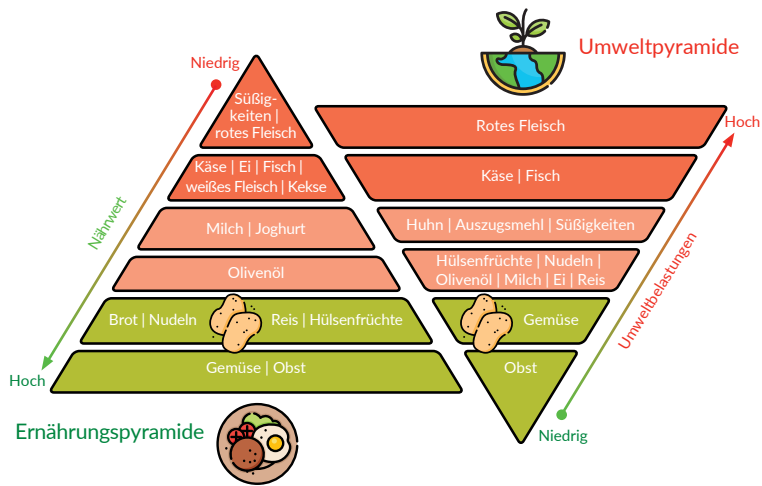 Umweltpyramide
Niedrig
Süßig-
keiten |
rotes Fleisch
Käse | Ei | Fisch |
weißes Fleisch | Kekse
Milch | Joghurt
Olivenöl
Brot | Nudeln
Reis | Hülsenfrüchte
Gemüse | Obst
Nährwert
Hoch
Ernährungspyramide
Hoch
Rotes Fleisch
Käse | Fisch
Huhn | Auszugsmehl | Süßigkeiten
Hülsenfrüchte | Nudeln |
Olivenöl | Milch | Ei | Reis
Gemüse
Obst
Umweltbelastungen
Niedrig